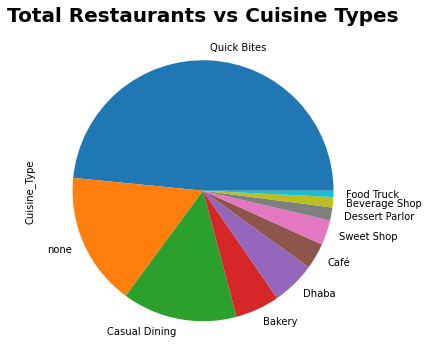 Total Restaurants vs Cuisine Types
Quick Bites
Cuisine_Type
none
Casual Dining
Bakery
Dhaba
Café
Sweet Shop
Dessert Parlor
Beverage Shop
Food Truck